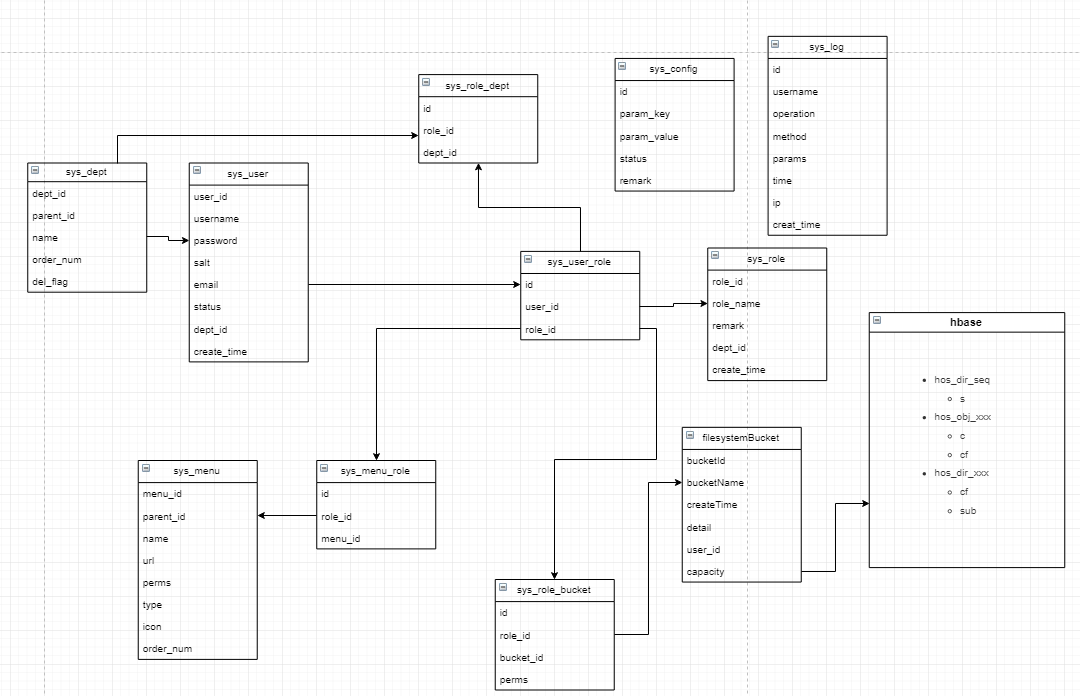 sys_log
id
username
operation
method
params
time
ip
creat_time
sys_config
id
param_key
param_value
status
remark
sys_role_dept
id
role_id
dept_id
sys_dept
dept_id
parent_id
name
order_num
del_flag
sys_user
user_id
username
password
salt
email
status
dept_id
create_time
sys_user_role
id
user_id
role_id
sys_role
role_id
role_name
remark
dept_id
create_time
hbase
hos_dir_seq
s
hos_obj_xxx
c
cf
hos_dir_xxx
cf
sub
filesystemBucket
bucketId
bucketName
createTime
detail
user_id
capacity
sys_menu
menu_id
parent_id
name
url
perms
type
icon
order_num
sys_menu_role
id
role_id
menu_id
sys_role_bucket
id
role_id
bucket_id
perms